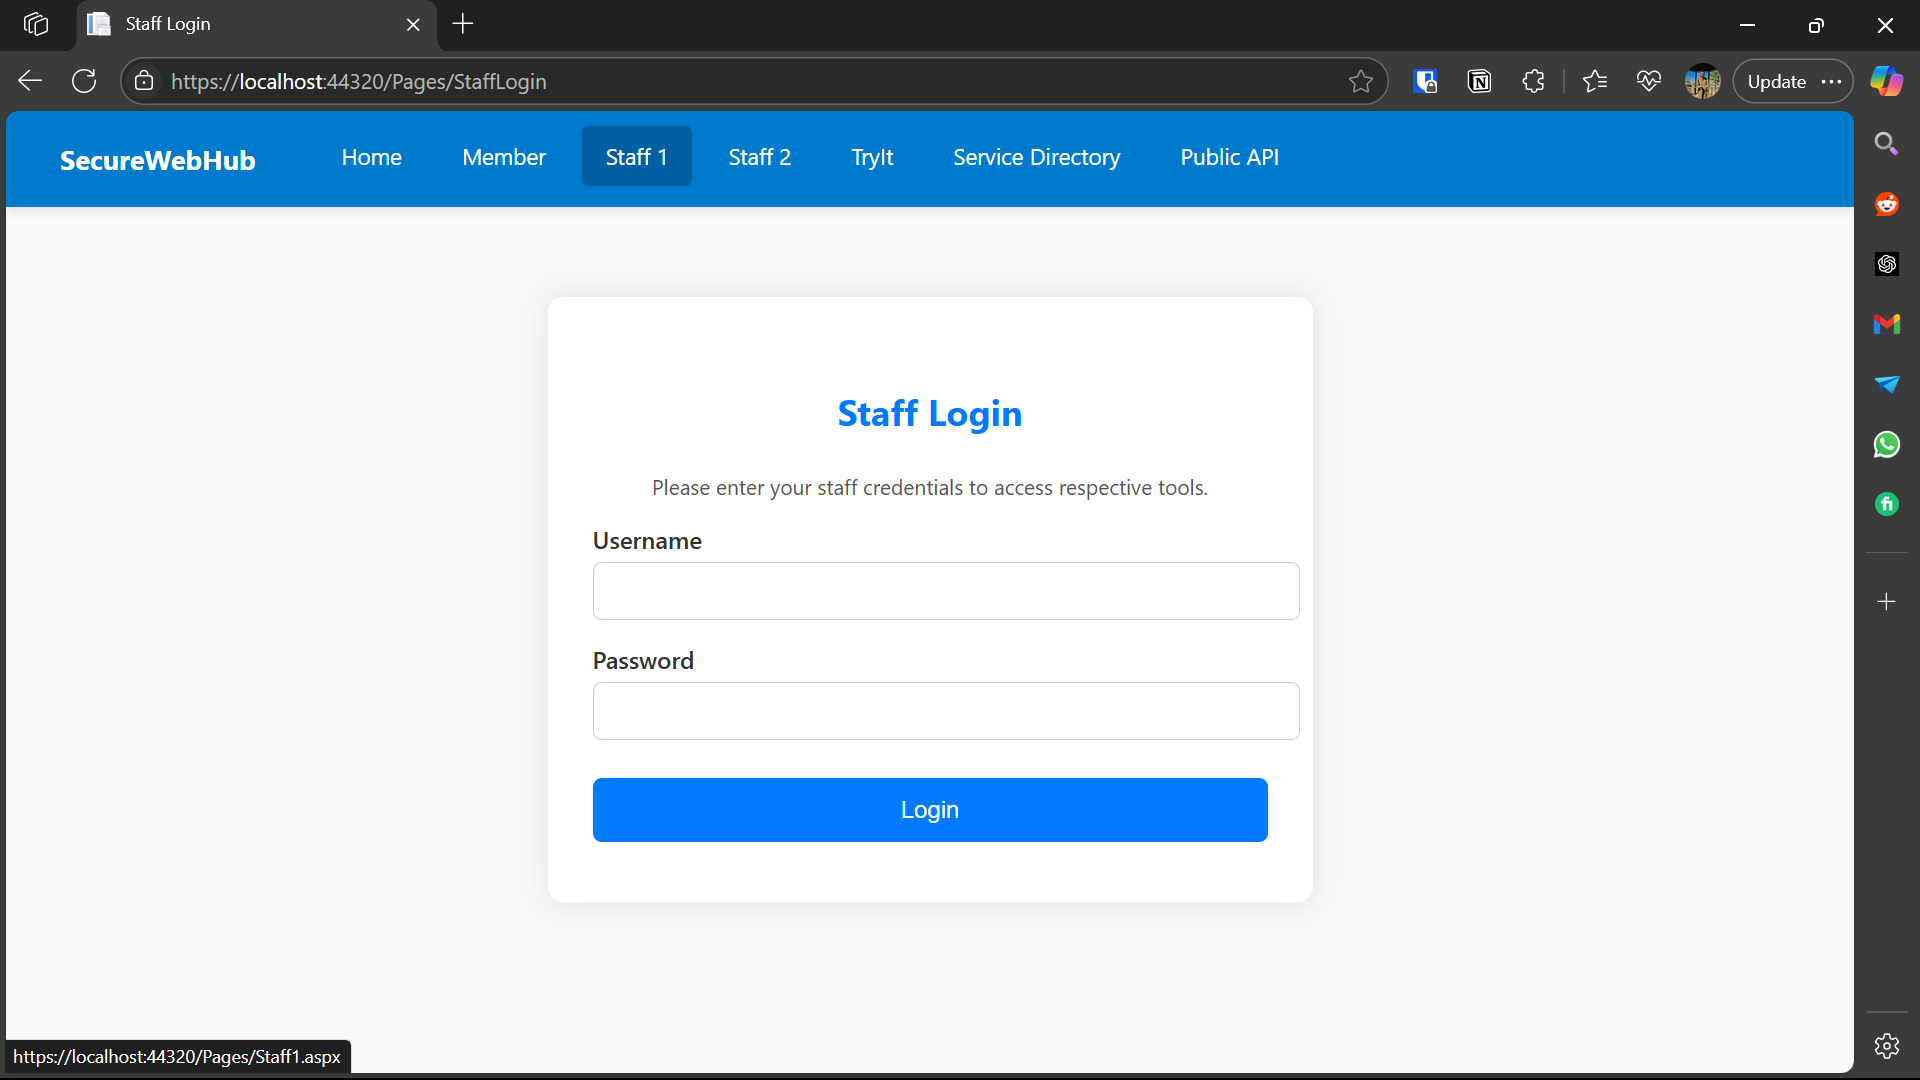 Staff Login
https://localhost:44320/Pages/StaffLogin
Update
SecureWebHub Home Member Staff 1 Staff 2 TryIt Service Directory Public API
Staff Login
Please enter your staff credentials to access respective tools.
Username
Password
Login
https://localhost:44320/Pages/Staff1.aspx